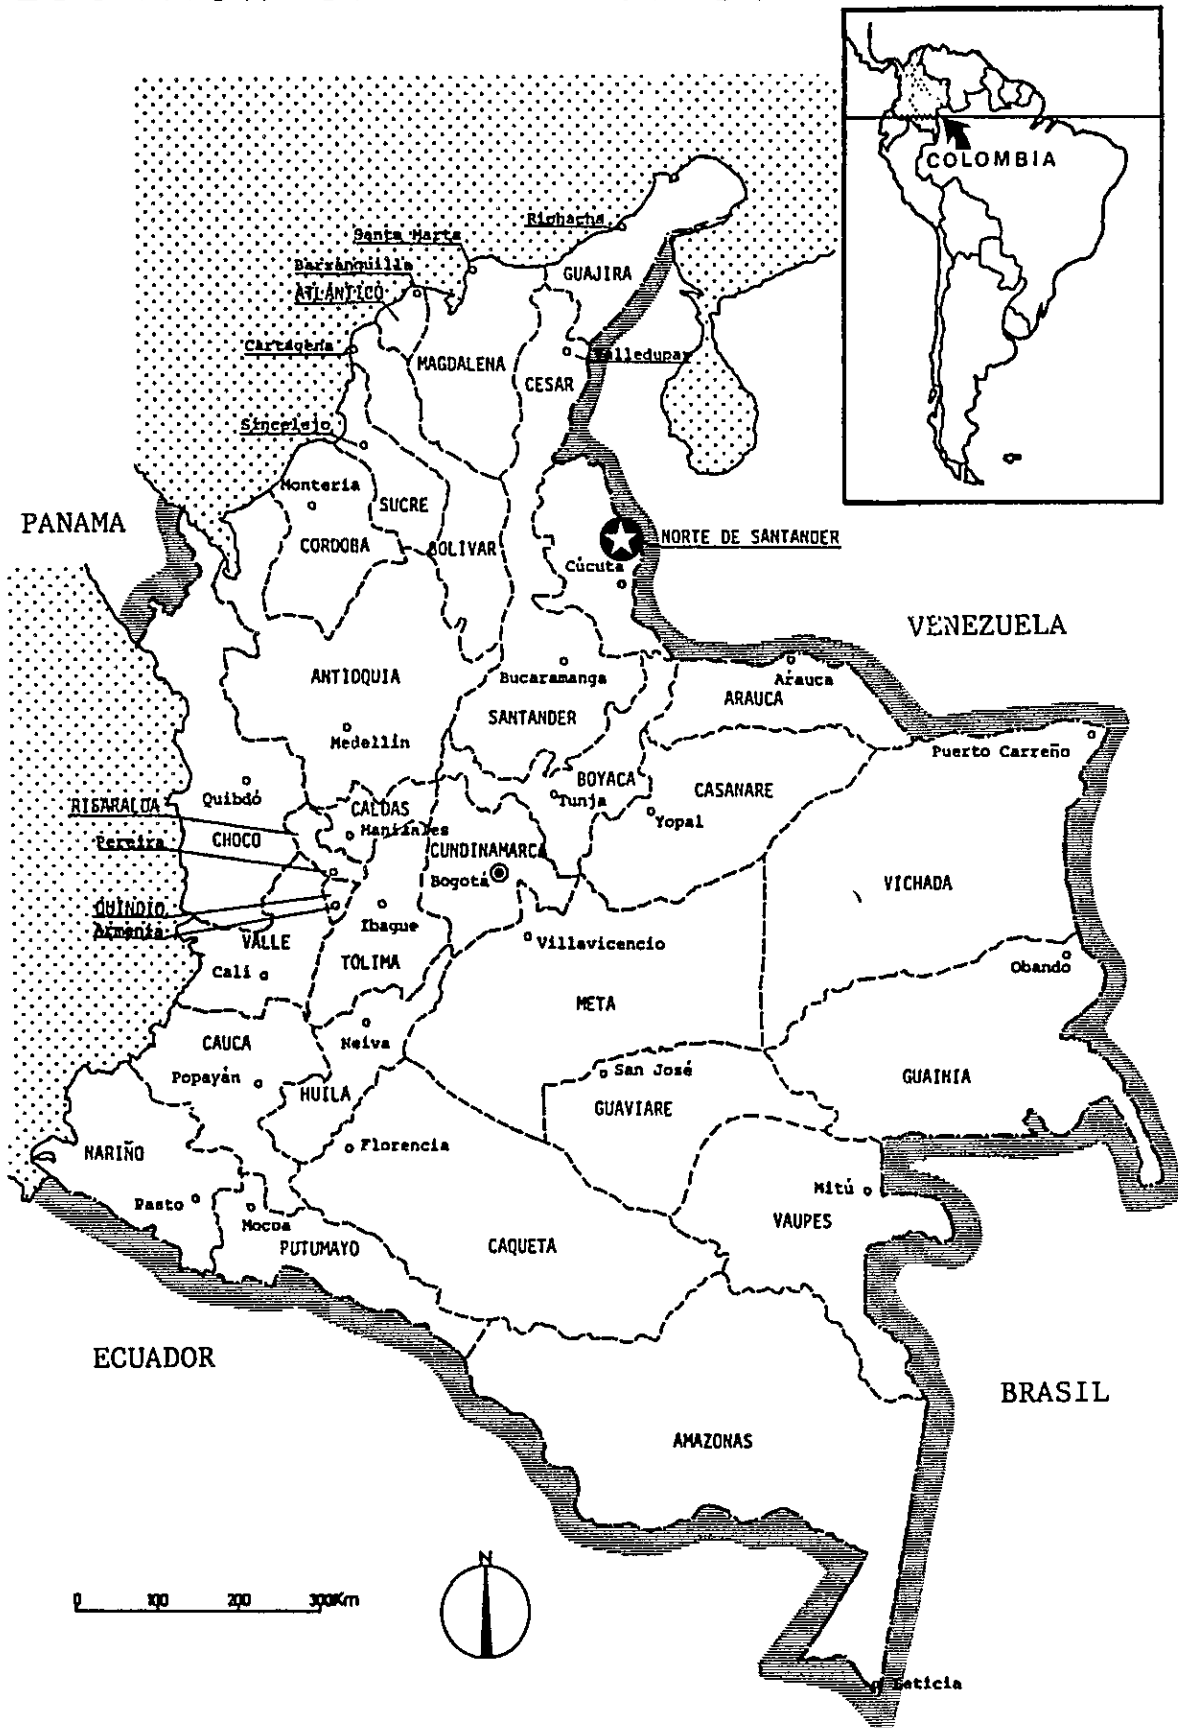 COLOMBIA
Riohacha
Santa Marta
Barranquilla
GUAJIRA
ATLANTICO
Cartagena
MAGDALENA
Valledupar
CESAR
Sincelejo
Monteria
SUCRE
PANAMA
NORTE DE SANTANDER
CORDOBA
BOLIVAR
Cúcuta
VENEZUELA
ANTIOQUIA
Bucaramanga
Arauca
ARAUCA
SANTANDER
Medellín
Puerto Carreño
BOYACA
CASANARE
Quibdó
Tunja
RISARALDA
CALDAS
Yopal
Manizales
CHOCO
Pereira
CUNDINAMARCA
Bogotá
VICHADA
QUINDIO
Ibague
Armenia
VALLE
Villavicencio
TOLIMA
Obando
Cali
META
CAUCA
Neiva
San José
Popayán
GUAINIA
HUILA
GUAVIARE
Florencia
NARIÑO
Mitú
Pasto
Mocoa
VAUPES
PUTUMAYO
CAQUETA
ECUADOR
BRASIL
AMAZONAS
N
0 100 200 300Km
Leticia